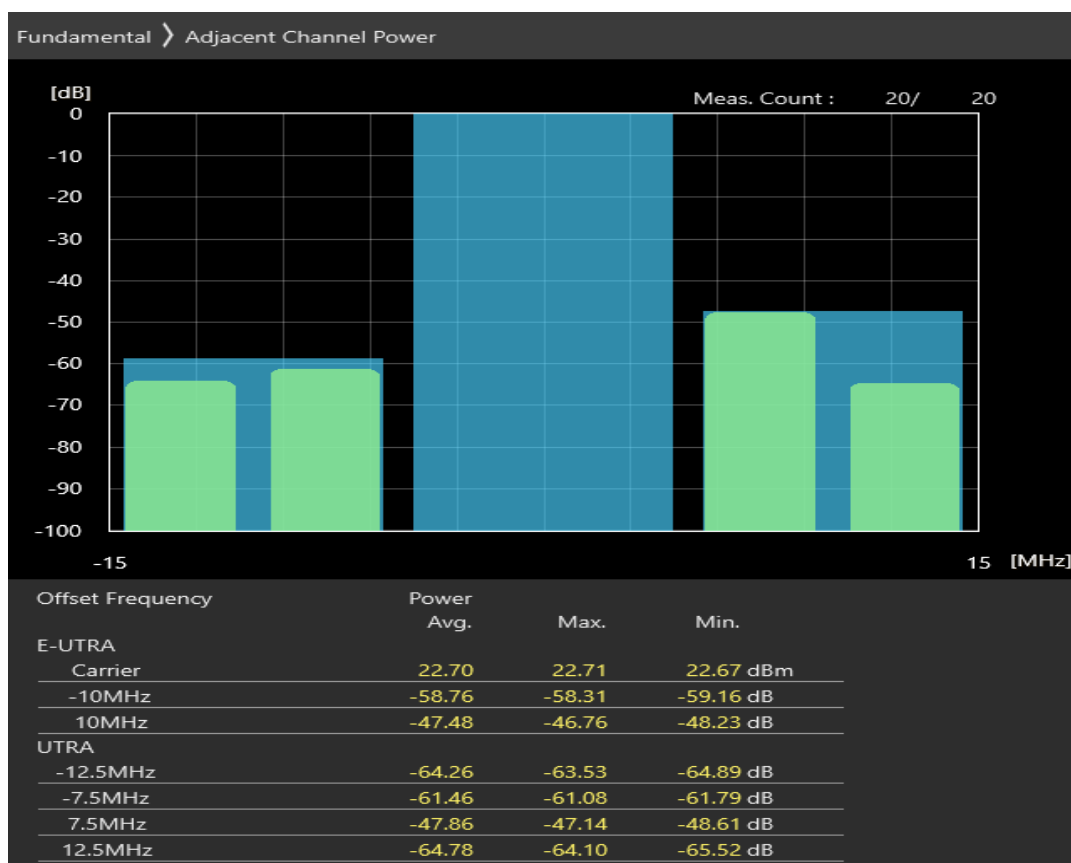 Fundamental ❯ Adjacent Channel Power
[dB]
Meas. Count : 20/ 20
0
-10
-20
-30
-40
-50
-60
-70
-80
-90
-100
-15 15 [MHz]
Offset Frequency Power
Avg. Max. Min.
E-UTRA
Carrier 22.70 22.71 22.67 dBm
-10MHz -58.76 -58.31 -59.16 dB
10MHz -47.48 -46.76 -48.23 dB
UTRA
-12.5MHz -64.26 -63.53 -64.89 dB
-7.5MHz -61.46 -61.08 -61.79 dB
7.5MHz -47.86 -47.14 -48.61 dB
12.5MHz -64.78 -64.10 -65.52 dB